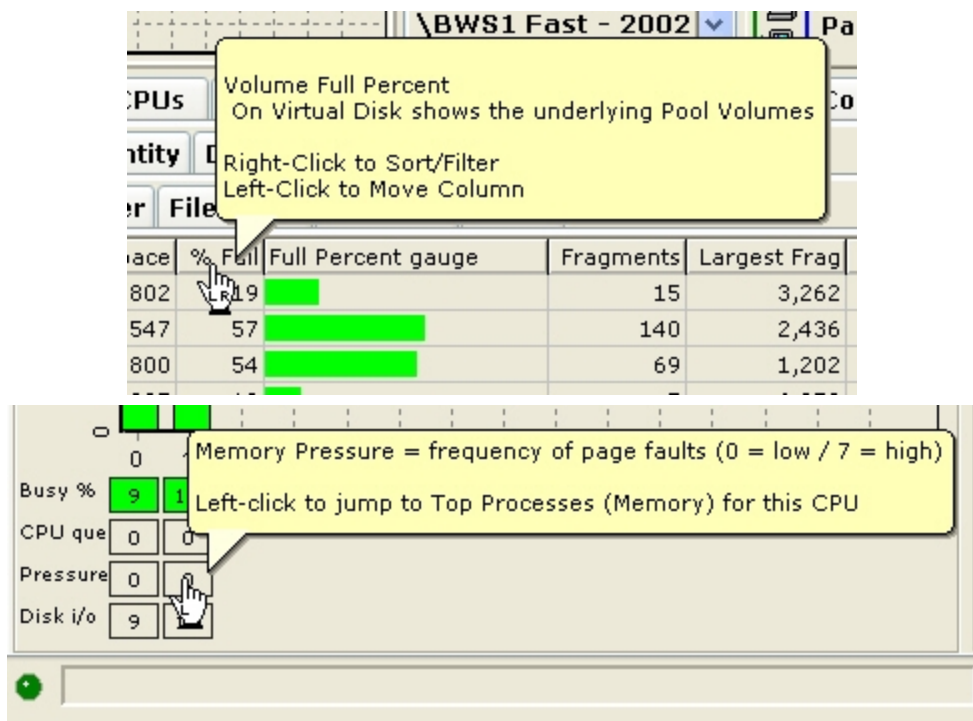 \BWS1 Fast - 2002 Pa
Volume Full Percent
On Virtual Disk shows the underlying Pool Volumes
Right-Click to Sort/Filter
Left-Click to Move Column
CPUs
File
% Full Full Percent gauge Fragments Largest Frag
802 19 15 3,262
547 57 140 2,436
800 54 69 1,202
0
0
Memory Pressure = frequency of page faults (0 = low / 7 = high)
Left-click to jump to Top Processes (Memory) for this CPU
Busy % 9 1
CPU que 0 0
Pressure 0 0
Disk i/o 9